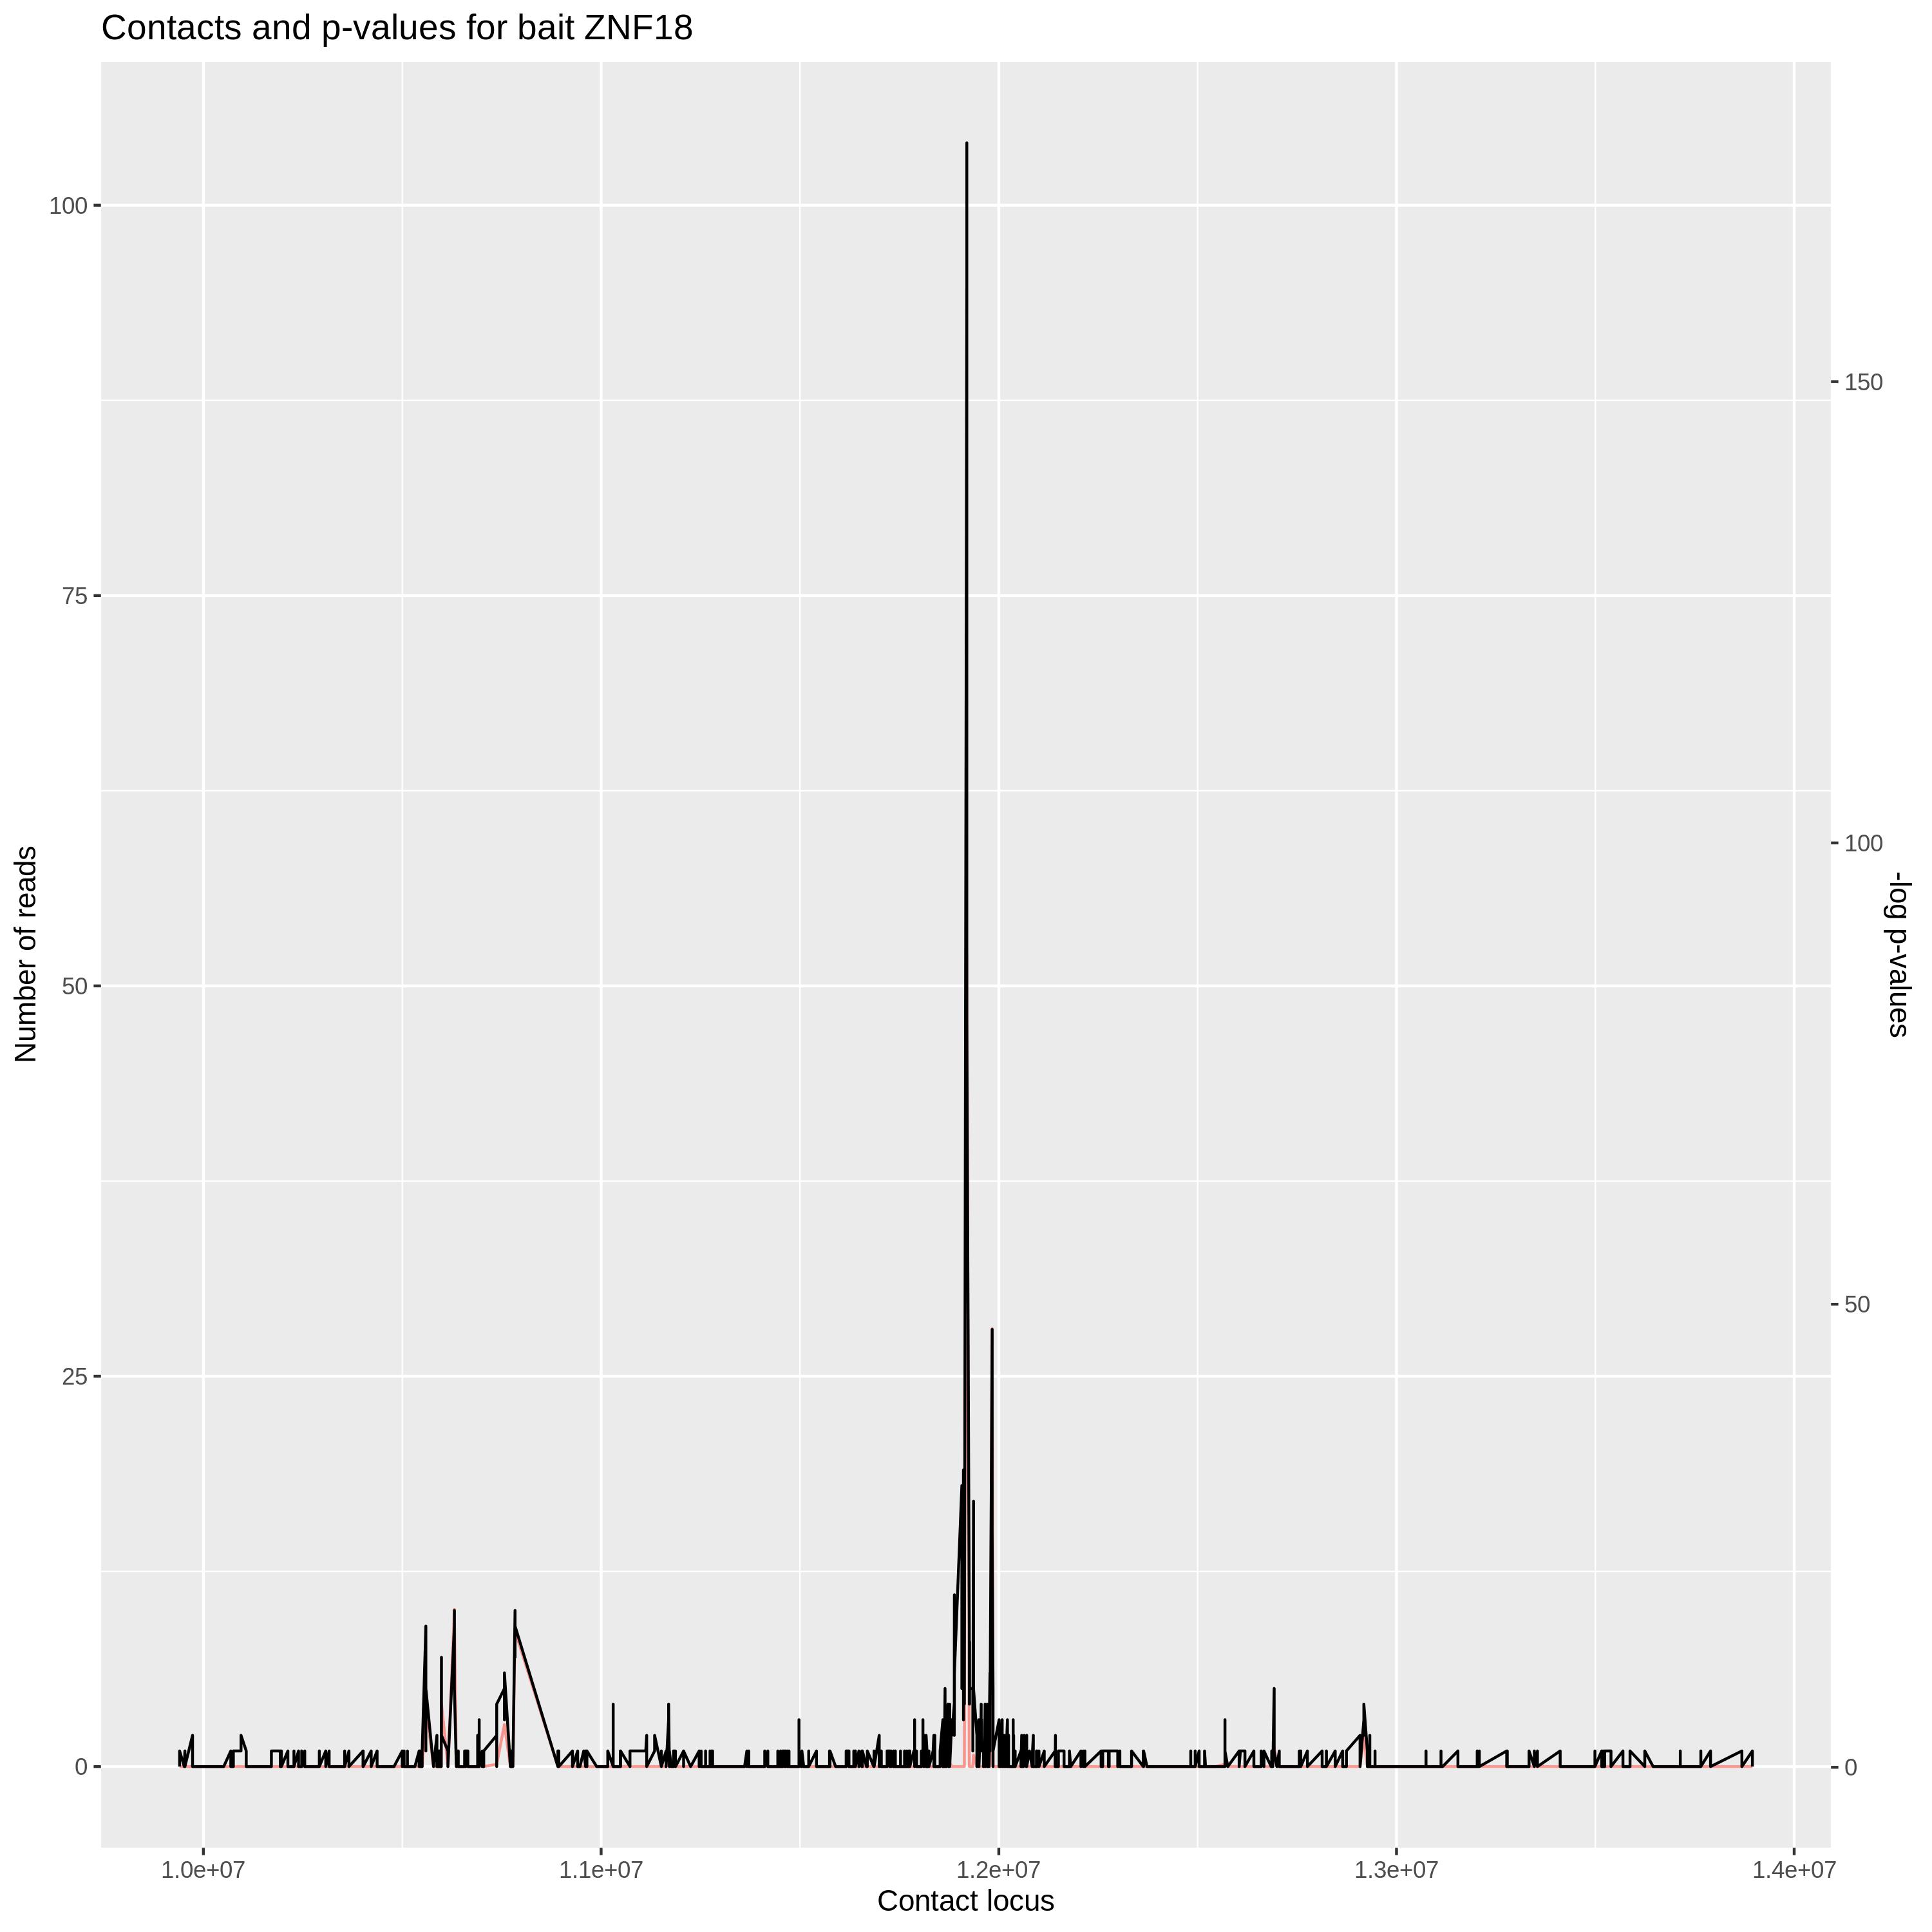 Contacts and p-values for bait ZNF18
100
75
50
25
0
Number of reads
150
100
50
0
-log p-values
1.0e+07
1.1e+07
1.2e+07
1.3e+07
1.4e+07
Contact locus